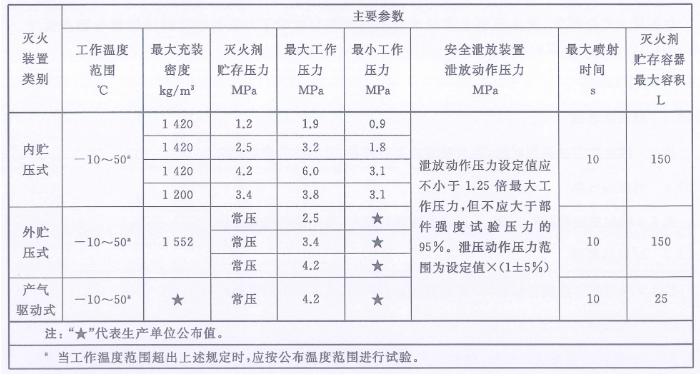 灭火装置类别 主要参数
工作温度范围 ℃ 最大充装密度 kg/m³ 灭火剂贮存压力 MPa 最大工作压力 MPa 最小工作压力 MPa 安全泄放装置泄放动作压力 MPa 最大喷射时间 s 灭火剂贮存容器最大容积 L
内贮压式 －10～50ᵃ 1 420 1.2 1.9 0.9 泄放动作压力设定值应不小于 1.25 倍最大工作压力,但不应大于部件强度试验压力的95%。泄压动作压力范围为设定值×(1±5%) 10 150
1 420 2.5 3.2 1.8
1 420 4.2 6.0 3.1
1 200 3.4 3.8 3.1
外贮压式 －10～50ᵃ 1 552 常压 2.5 ★ 10 150
常压 3.4 ★
常压 4.2 ★
产气驱动式 －10～50ᵃ ★ 常压 4.2 ★ 10 25
注：“★”代表生产单位公布值。
ᵃ 当工作温度范围超出上述规定时,应按公布温度范围进行试验。